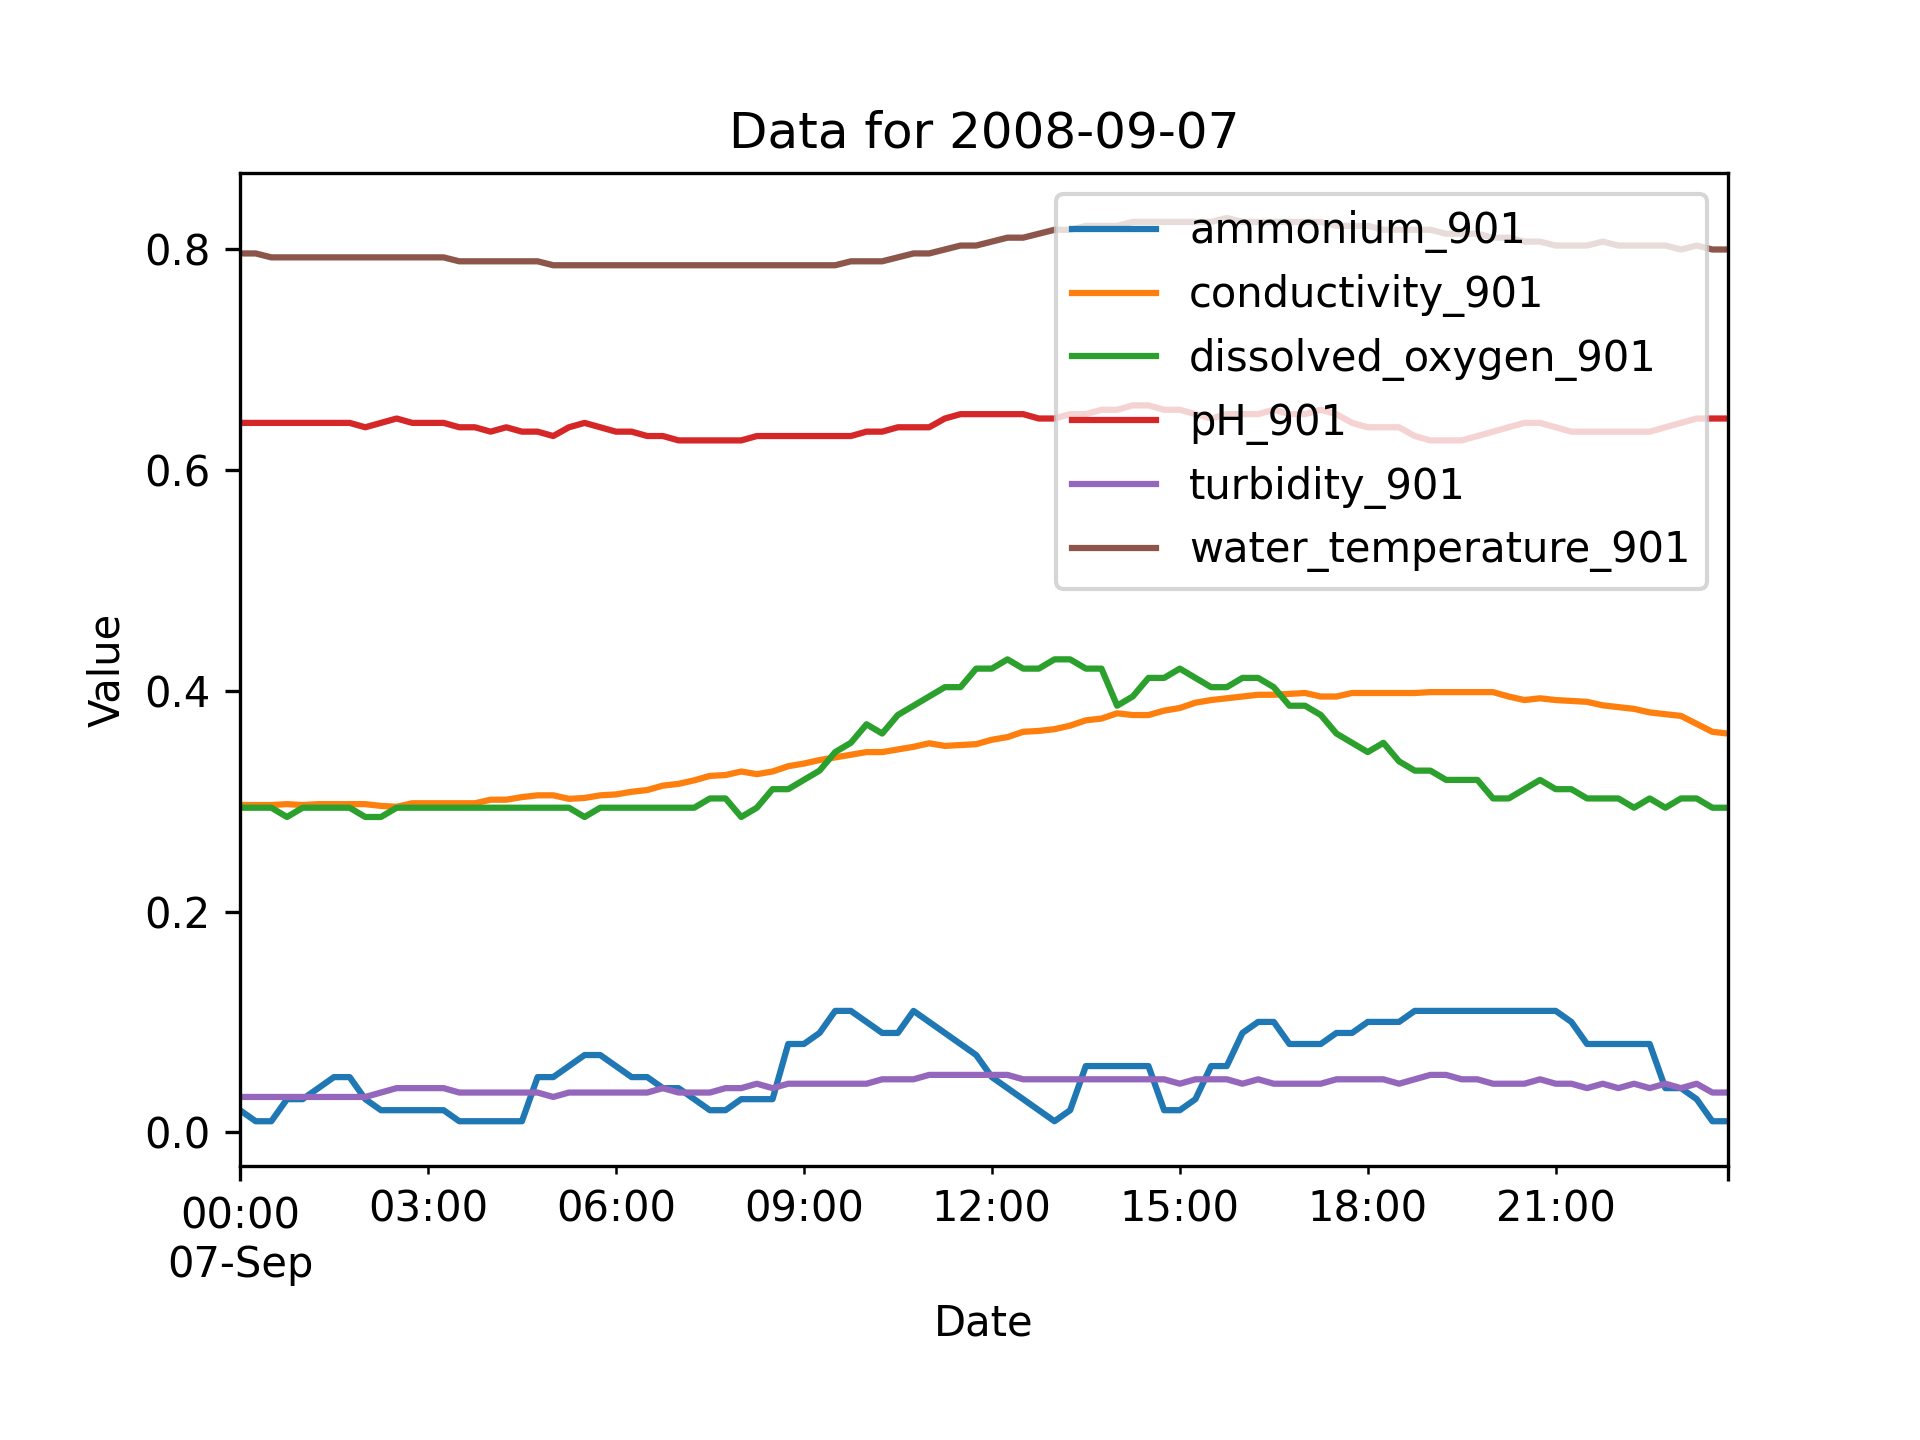 Data for 2008-09-07
ammonium_901
conductivity_901
dissolved_oxygen_901
pH_901
turbidity_901
water_temperature_901
Value
0.8
0.6
0.4
0.2
0.0
00:00 03:00 06:00 09:00 12:00 15:00 18:00 21:00
07-Sep
Date